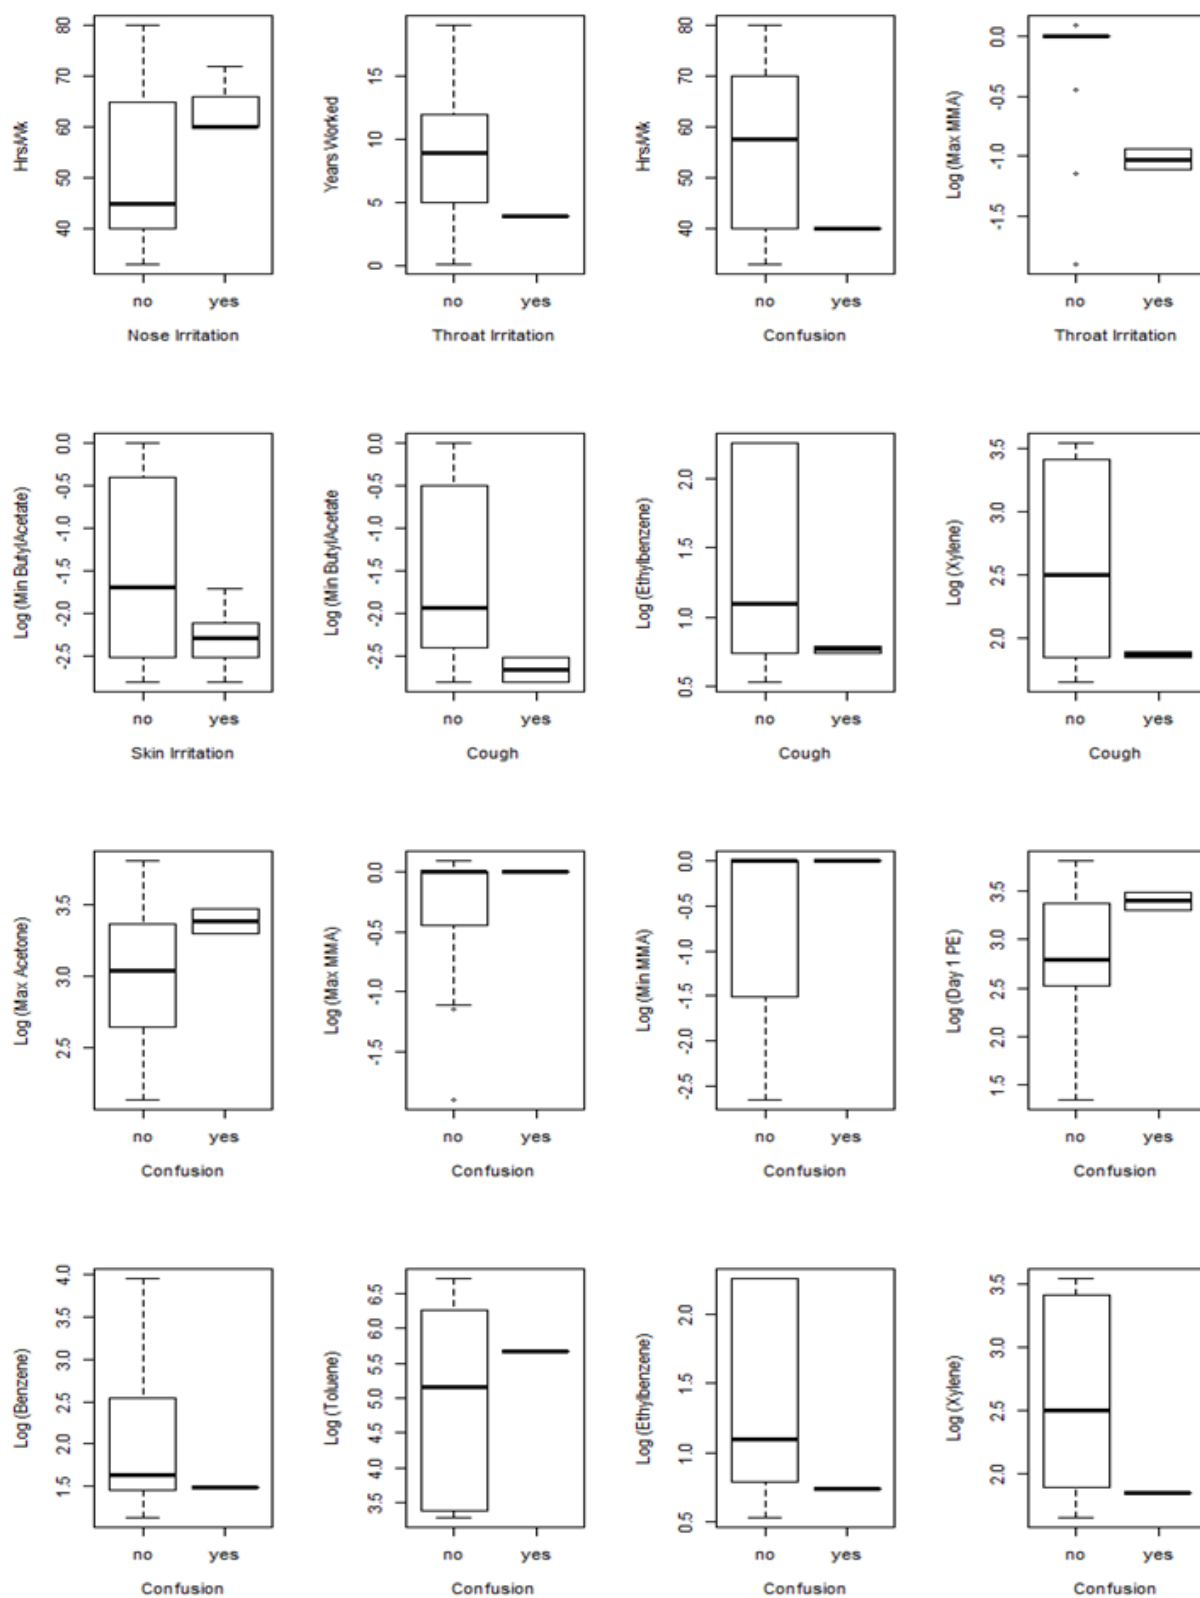 Hrs/Wk
80
70
60
50
40
no yes
Nose Irritation
Years Worked
15
10
5
0
no yes
Throat Irritation
Hrs/Wk
80
70
60
50
40
no yes
Confusion
Log (Max MMA)
0.0
-0.5
-1.0
-1.5
no yes
Throat Irritation
Log (Min ButylAcetate)
0.0
-0.5
-1.0
-1.5
-2.0
-2.5
no yes
Skin Irritation
Log (Min ButylAcetate
0.0
-0.5
-1.0
-1.5
-2.0
-2.5
no yes
Cough
Log (Ethylbenzene)
2.0
1.5
1.0
0.5
no yes
Cough
Log (Xylene)
3.5
3.0
2.5
2.0
no yes
Cough
Log (Max Acetone)
3.5
3.0
2.5
no yes
Confusion
Log (Max MMA)
0.0
-0.5
-1.0
-1.5
no yes
Confusion
Log (Min MMA)
0.0
-0.5
-1.0
-1.5
-2.0
-2.5
no yes
Confusion
Log (Day 1 PE)
3.5
3.0
2.5
2.0
1.5
no yes
Confusion
Log (Benzene)
4.0
3.5
3.0
2.5
2.0
1.5
no yes
Confusion
Log (Toluene)
6.5
6.0
5.5
5.0
4.5
4.0
3.5
no yes
Confusion
Log (Ethylbenzene)
2.0
1.5
1.0
0.5
no yes
Confusion
Log (Xylene)
3.5
3.0
2.5
2.0
no yes
Confusion